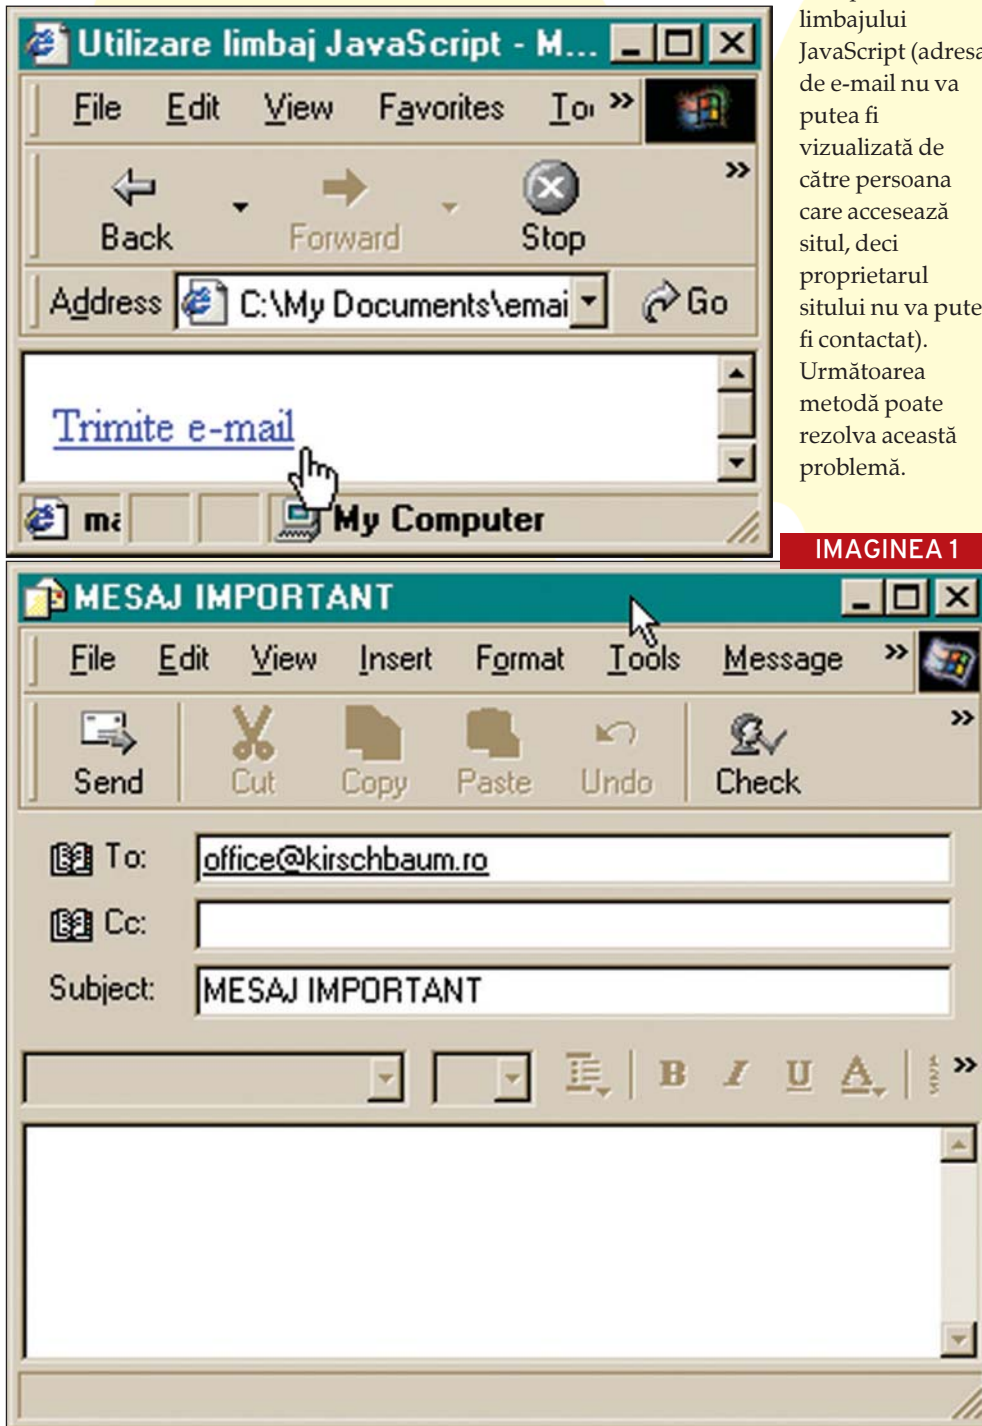 Utilizare limbaj JavaScript - M...
File Edit View Favorites »
Back Forward Stop »
Address C:\My Documents\emai Go
Trimite e-mail
My Computer
limbajului
JavaScript (adresa
de e-mail nu va
putea fi
vizualizată de
către persoana
care accesează
situl, deci
proprietarul
sitului nu va pute
fi contactat).
Următoarea
metodă poate
rezolva această
problemă.
IMAGINEA 1
MESAJ IMPORTANT
File Edit View Insert Format Tools Message »
Send Cut Copy Paste Undo Check »
To: office@kirschbaum.ro
Cc:
Subject: MESAJ IMPORTANT
B I U A »